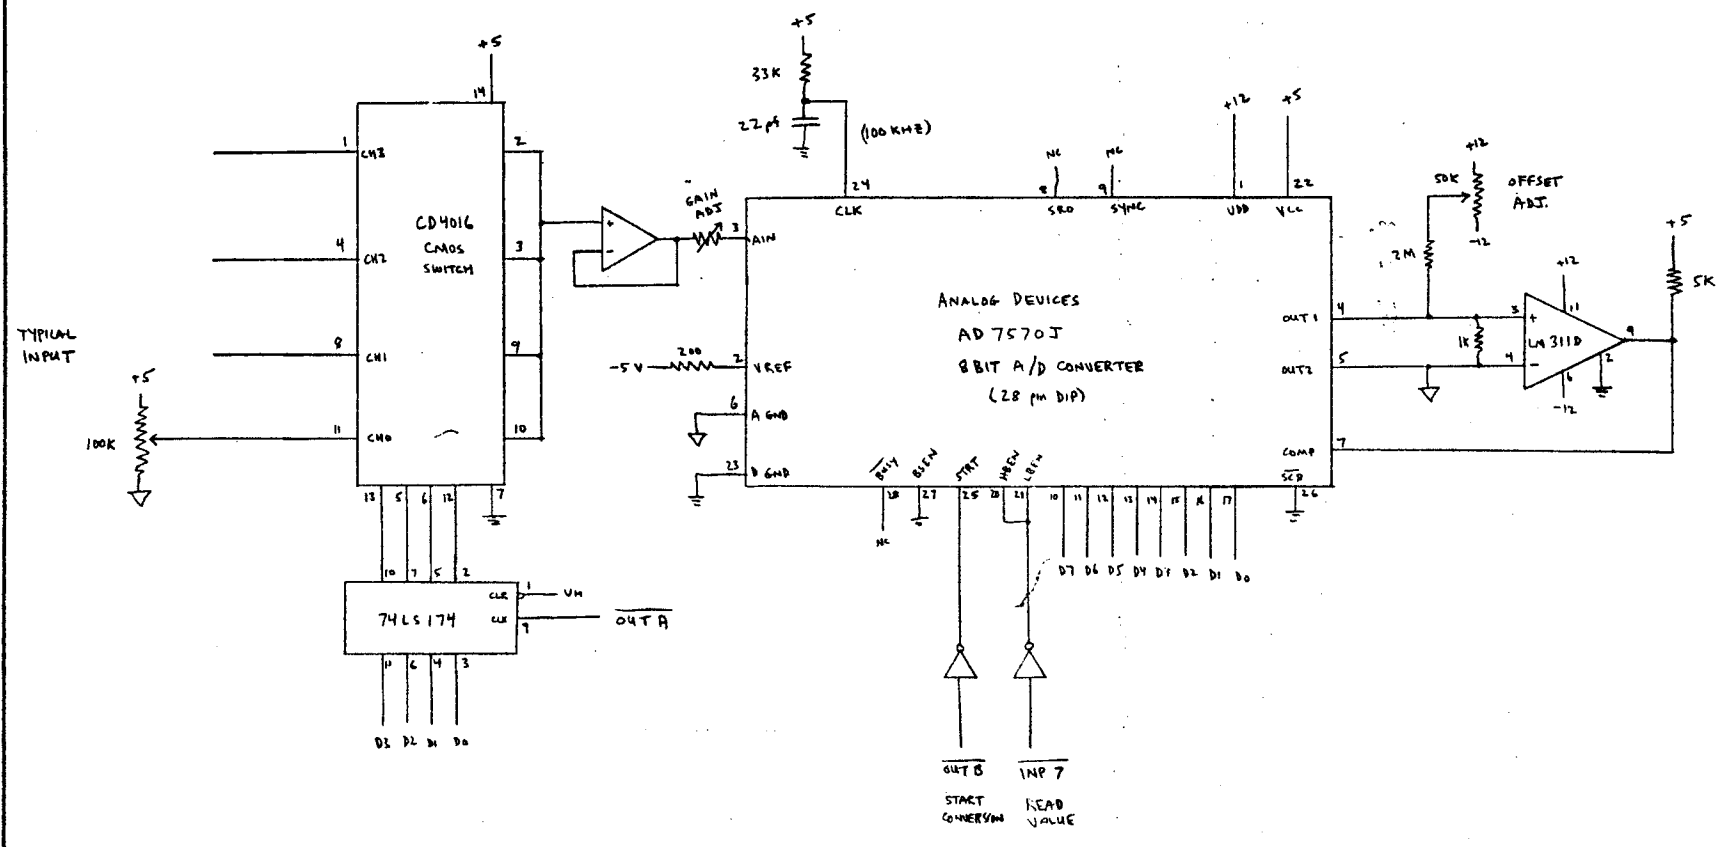 +5
14
1
CH3
2
4
CH2
CD4016
CMOS
SWITCH
3
8
CH1
9
TYPICAL
INPUT
+5
100K
11
CH0
10
13
5
6
12
7
10
7
5
2
74LS174
CLR
1
VH
CLK
9
OUT A
11
6
4
3
D3
D2
D1
D0
GAIN
ADJ
+
-
+5
33K
22pf
(100 KHZ)
24
CLK
NC
8
SRO
NC
9
SYNC
+12
1
VDD
+5
22
VCC
3
AIN
-5V
200
2
VREF
6
A GND
23
D GND
ANALOG DEVICES
AD 7570J
8 BIT A/D CONVERTER
(28 pin DIP)
BUSY
BSEN
STRT
HBEN
LBEN
28
27
25
20
21
10
11
12
13
14
15
16
17
NC
D7
D6
D5
D4
D3
D2
D1
D0
SC8
26
OUT1
4
OUT2
5
COMP
7
+12
50K
OFFSET
ADJ.
-12
2M
1K
+12
11
3
+
LM 311D
4
-
6
-12
2
9
+5
5K
OUT B
START
CONVERSION
INP 7
READ
VALUE